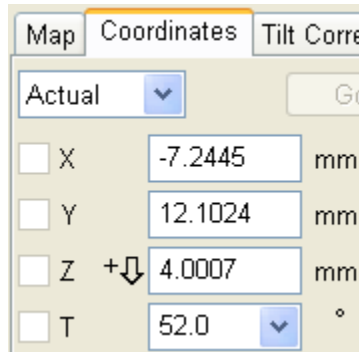 Map Coordinates Tilt Corre
Actual Go
X -7.2445 mm
Y 12.1024 mm
Z + 4.0007 mm
T 52.0 °